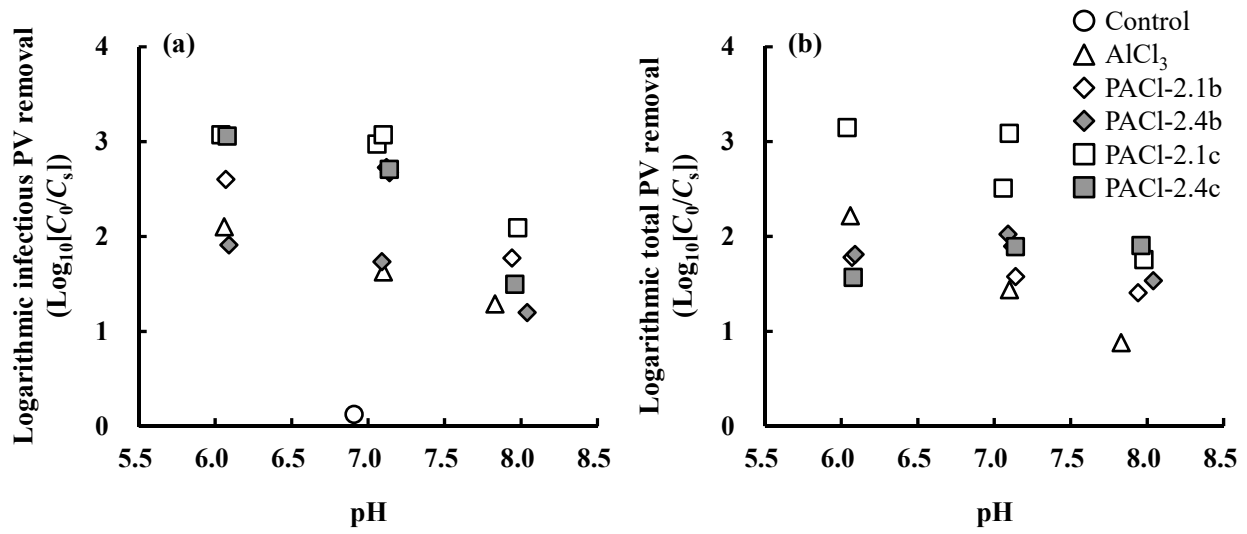 Logarithmic infectious PV removal
(Log₁₀[C₀/Cₛ])
(a)
4
3
2
1
0
5.5 6.0 6.5 7.0 7.5 8.0 8.5
pH
Logarithmic total PV removal
(Log₁₀[C₀/Cₛ])
(b)
4
3
2
1
0
5.5 6.0 6.5 7.0 7.5 8.0 8.5
pH
Control
AlCl₃
PACl-2.1b
PACl-2.4b
PACl-2.1c
PACl-2.4c